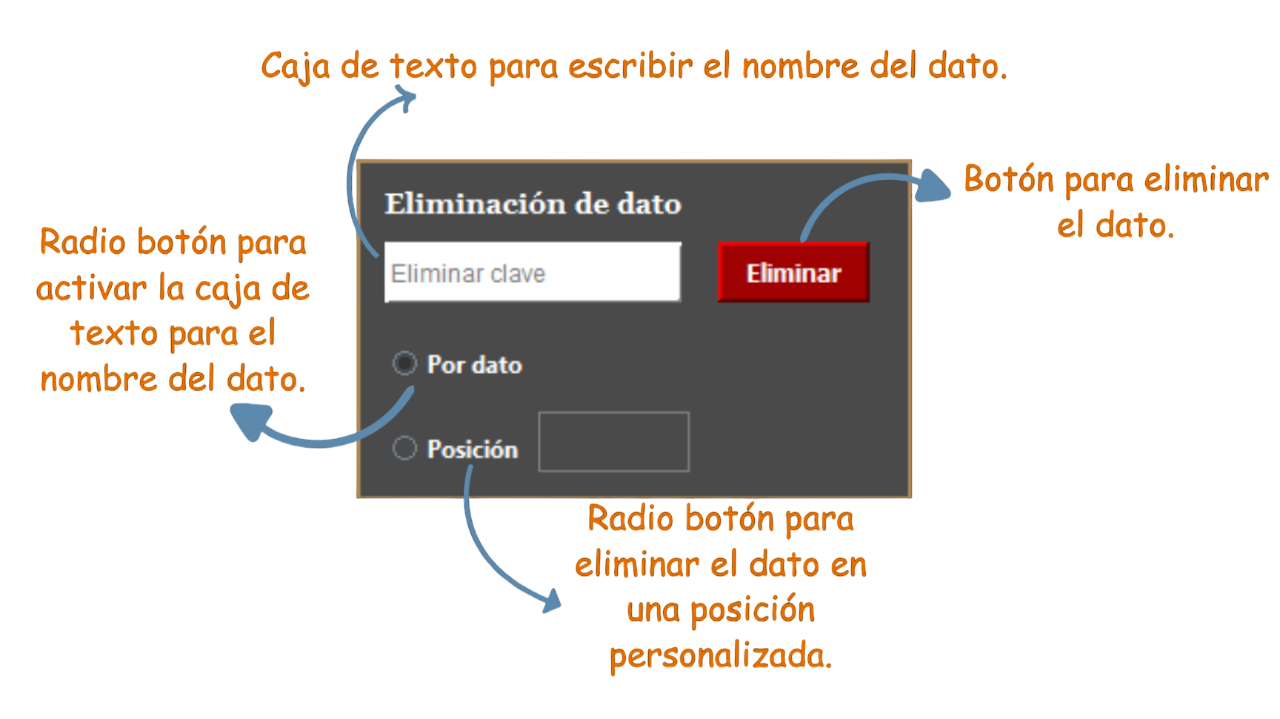 Caja de texto para escribir el nombre del dato.
Botón para eliminar
el dato.
Eliminación de dato
Radio botón para
activar la caja de
texto para el
nombre del dato.
Eliminar clave
Eliminar
Por dato
Posición
Radio botón para
eliminar el dato en
una posición
personalizada.